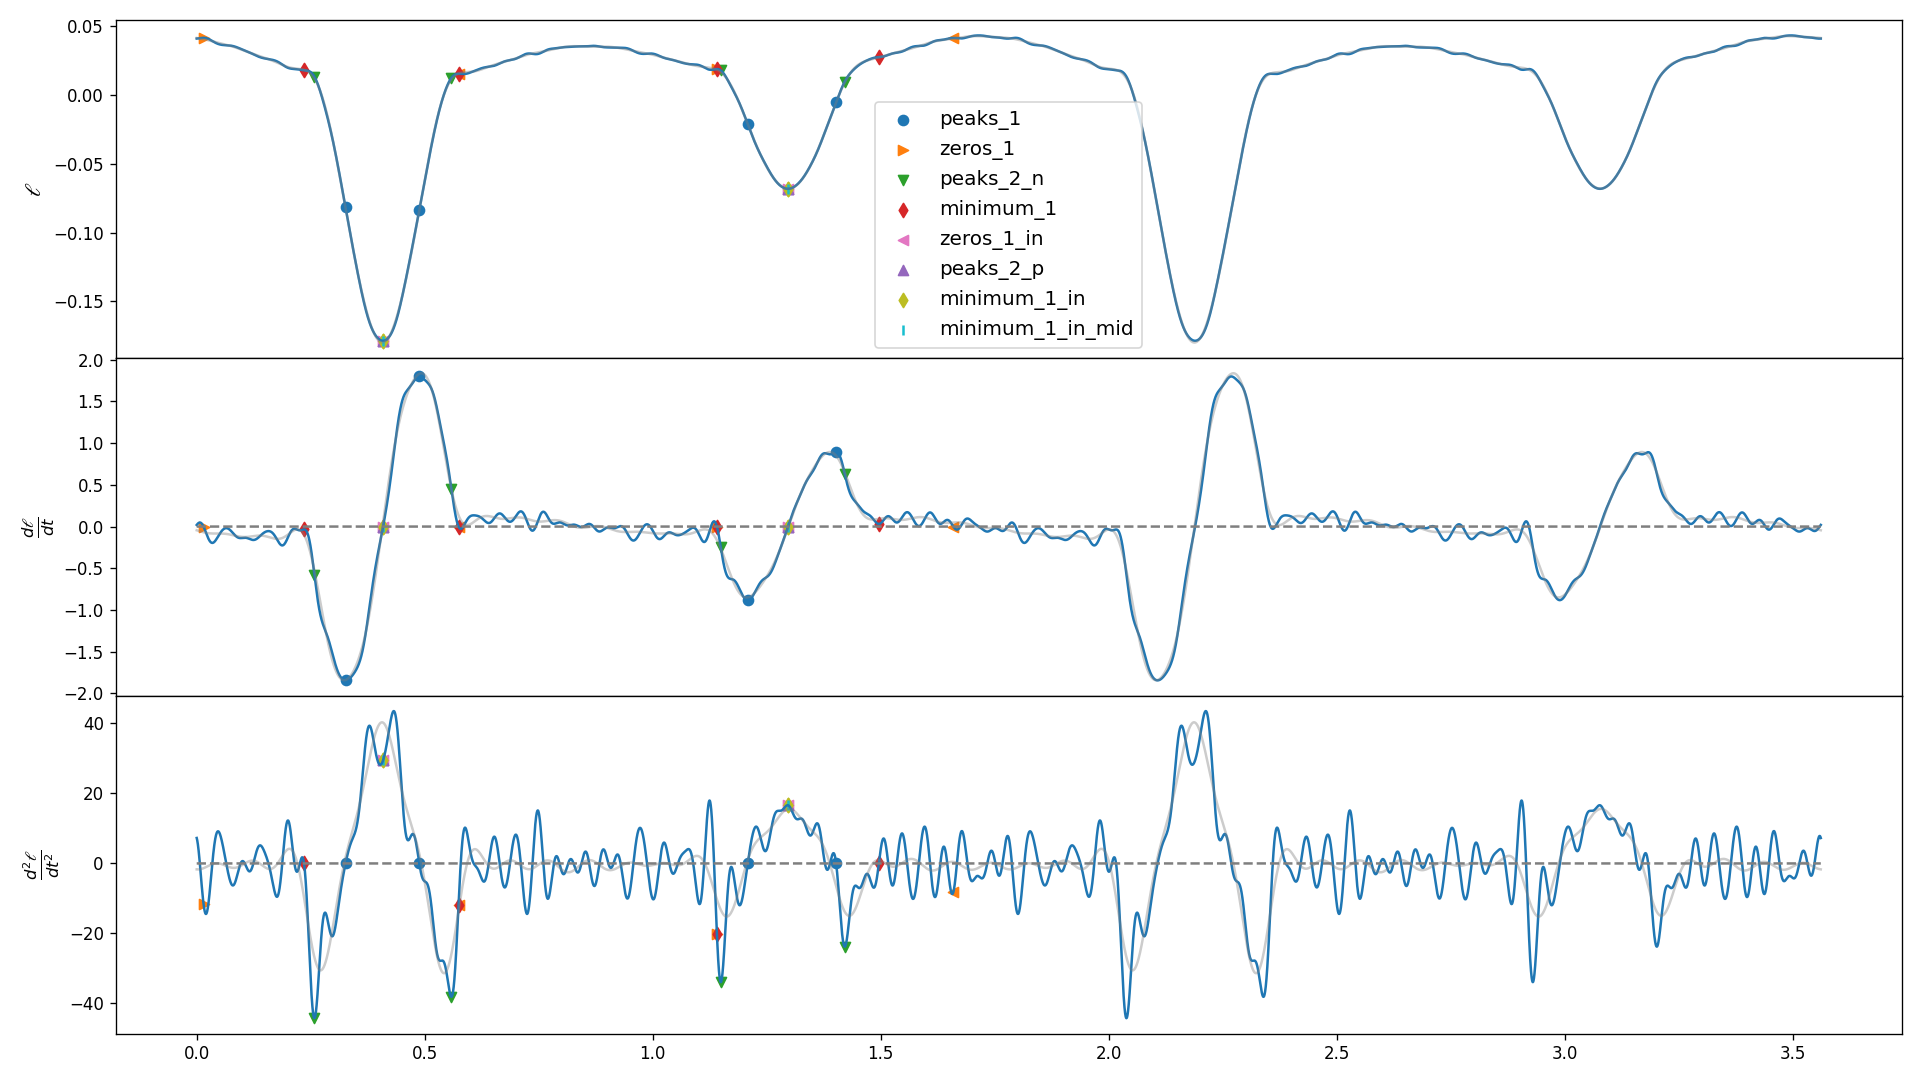 0.05
0.00
−0.05
−0.10
−0.15
ℓ
peaks_1
zeros_1
peaks_2_n
minimum_1
zeros_1_in
peaks_2_p
minimum_1_in
minimum_1_in_mid
2.0
1.5
1.0
0.5
0.0
−0.5
−1.0
−1.5
−2.0
dℓ
dt
40
20
0
−20
−40
d²ℓ
dt²
0.0 0.5 1.0 1.5 2.0 2.5 3.0 3.5